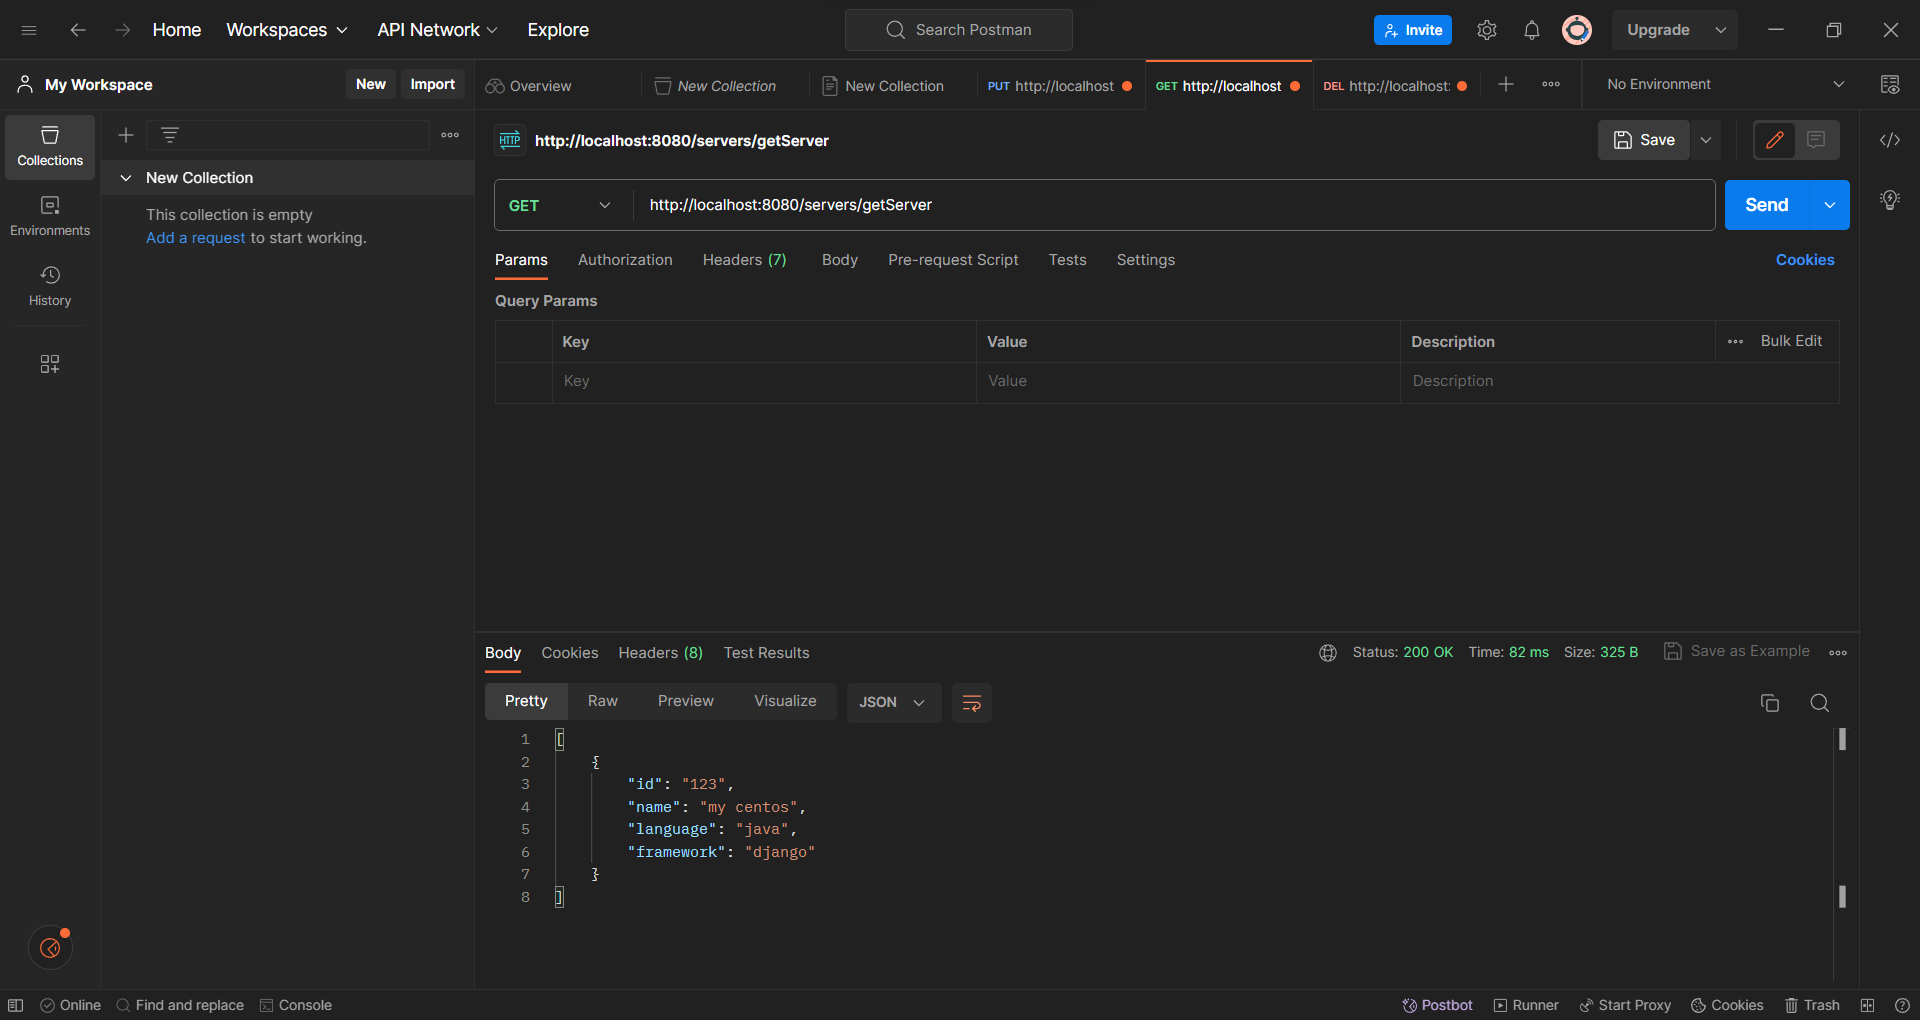 Home Workspaces API Network Explore Search Postman Invite Upgrade
My Workspace New Import Overview New Collection New Collection PUT http://localhost GET http://localhost DEL http://localhost: No Environment
Collections
Environments
History
New Collection
This collection is empty
Add a request to start working.
HTTP http://localhost:8080/servers/getServer Save
GET http://localhost:8080/servers/getServer Send
Params Authorization Headers (7) Body Pre-request Script Tests Settings Cookies
Query Params
Key Value Description Bulk Edit
Key Value Description
Body Cookies Headers (8) Test Results Status: 200 OK Time: 82 ms Size: 325 B Save as Example
Pretty Raw Preview Visualize JSON
1 [
2 {
3 "id": "123",
4 "name": "my centos",
5 "language": "java",
6 "framework": "django"
7 }
8 ]
Online Find and replace Console Postbot Runner Start Proxy Cookies Trash